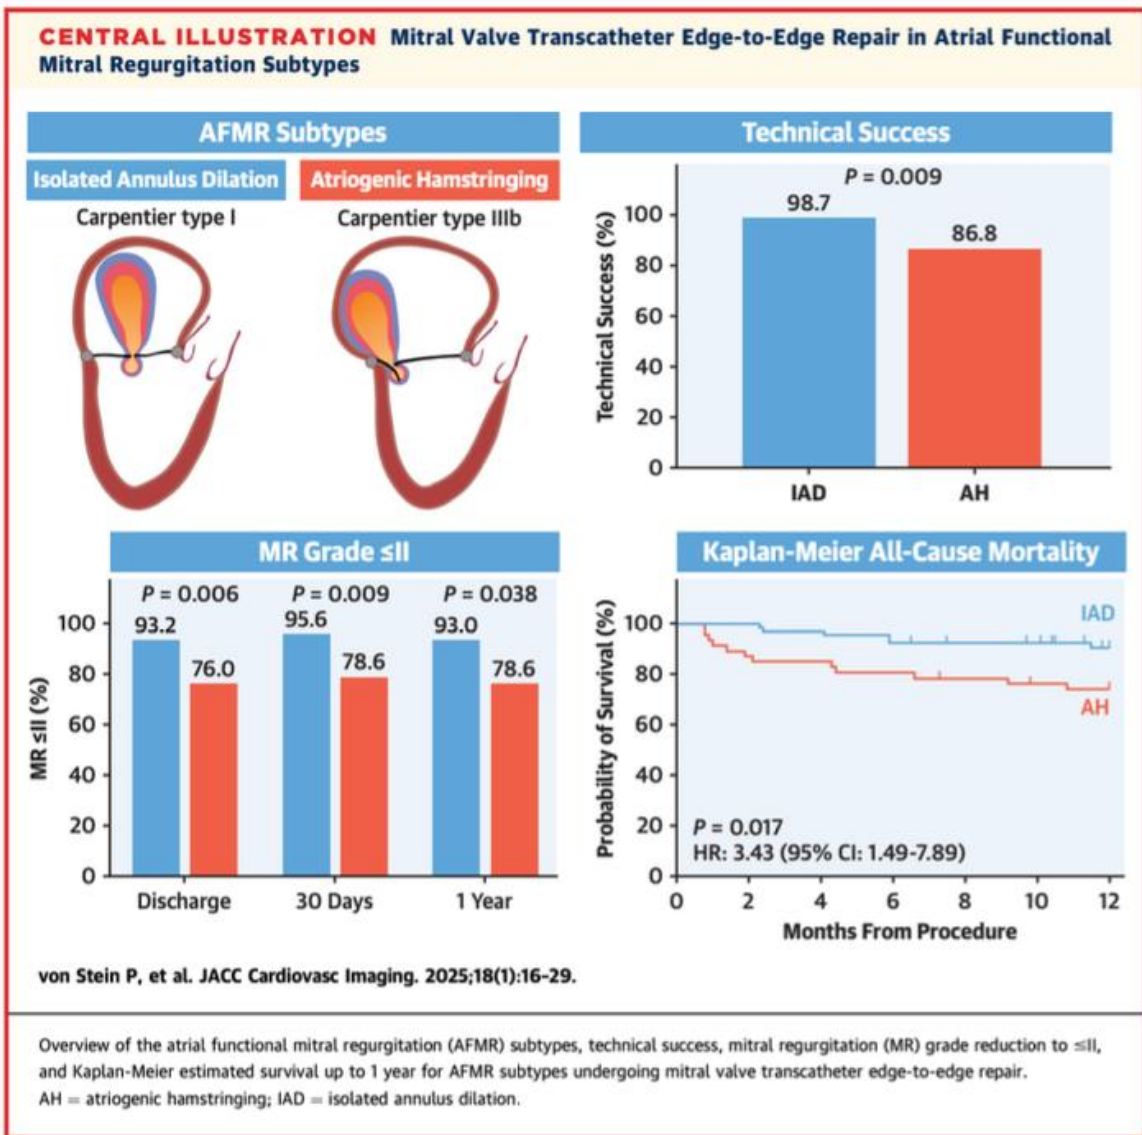 CENTRAL ILLUSTRATION Mitral Valve Transcatheter Edge-to-Edge Repair in Atrial Functional
Mitral Regurgitation Subtypes
AFMR Subtypes
Isolated Annulus Dilation
Atriogenic Hamstringing
Carpentier type I
Carpentier type IIIb
Technical Success
P = 0.009
98.7
86.8
100
80
60
40
20
0
Technical Success (%)
IAD
AH
MR Grade ≤II
P = 0.006
P = 0.009
P = 0.038
93.2
76.0
95.6
78.6
93.0
78.6
100
80
60
40
20
0
MR ≤II (%)
Discharge
30 Days
1 Year
Kaplan-Meier All-Cause Mortality
IAD
AH
100
80
60
40
20
0
Probability of Survival (%)
P = 0.017
HR: 3.43 (95% CI: 1.49-7.89)
0 2 4 6 8 10 12
Months From Procedure
von Stein P, et al. JACC Cardiovasc Imaging. 2025;18(1):16-29.
Overview of the atrial functional mitral regurgitation (AFMR) subtypes, technical success, mitral regurgitation (MR) grade reduction to ≤II,
and Kaplan-Meier estimated survival up to 1 year for AFMR subtypes undergoing mitral valve transcatheter edge-to-edge repair.
AH = atriogenic hamstringing; IAD = isolated annulus dilation.